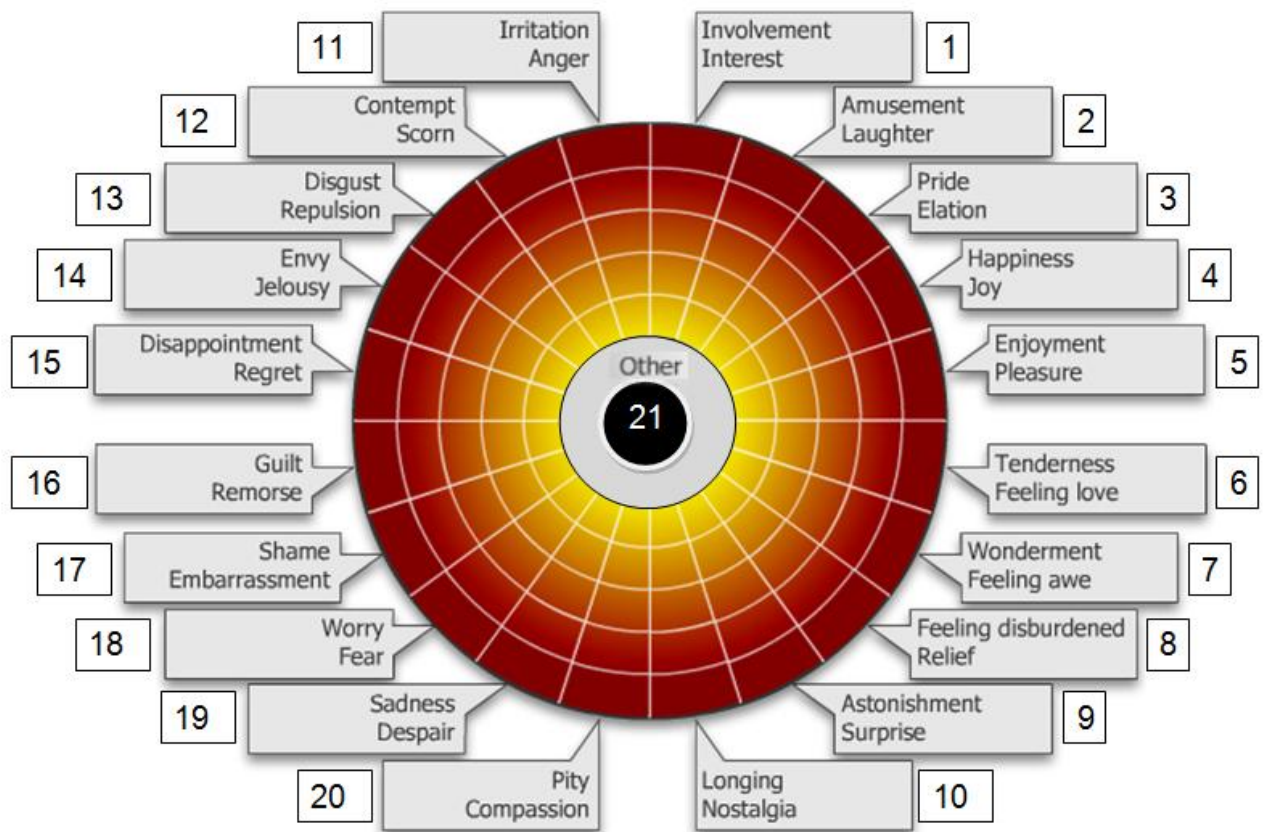 11
Irritation
Anger
Involvement
Interest
1
12
Contempt
Scorn
Amusement
Laughter
2
13
Disgust
Repulsion
Pride
Elation
3
14
Envy
Jelousy
Happiness
Joy
4
15
Disappointment
Regret
Other
21
Enjoyment
Pleasure
5
16
Guilt
Remorse
Tenderness
Feeling love
6
17
Shame
Embarrassment
Wonderment
Feeling awe
7
18
Worry
Fear
Feeling disburdened
Relief
8
19
Sadness
Despair
Astonishment
Surprise
9
20
Pity
Compassion
Longing
Nostalgia
10